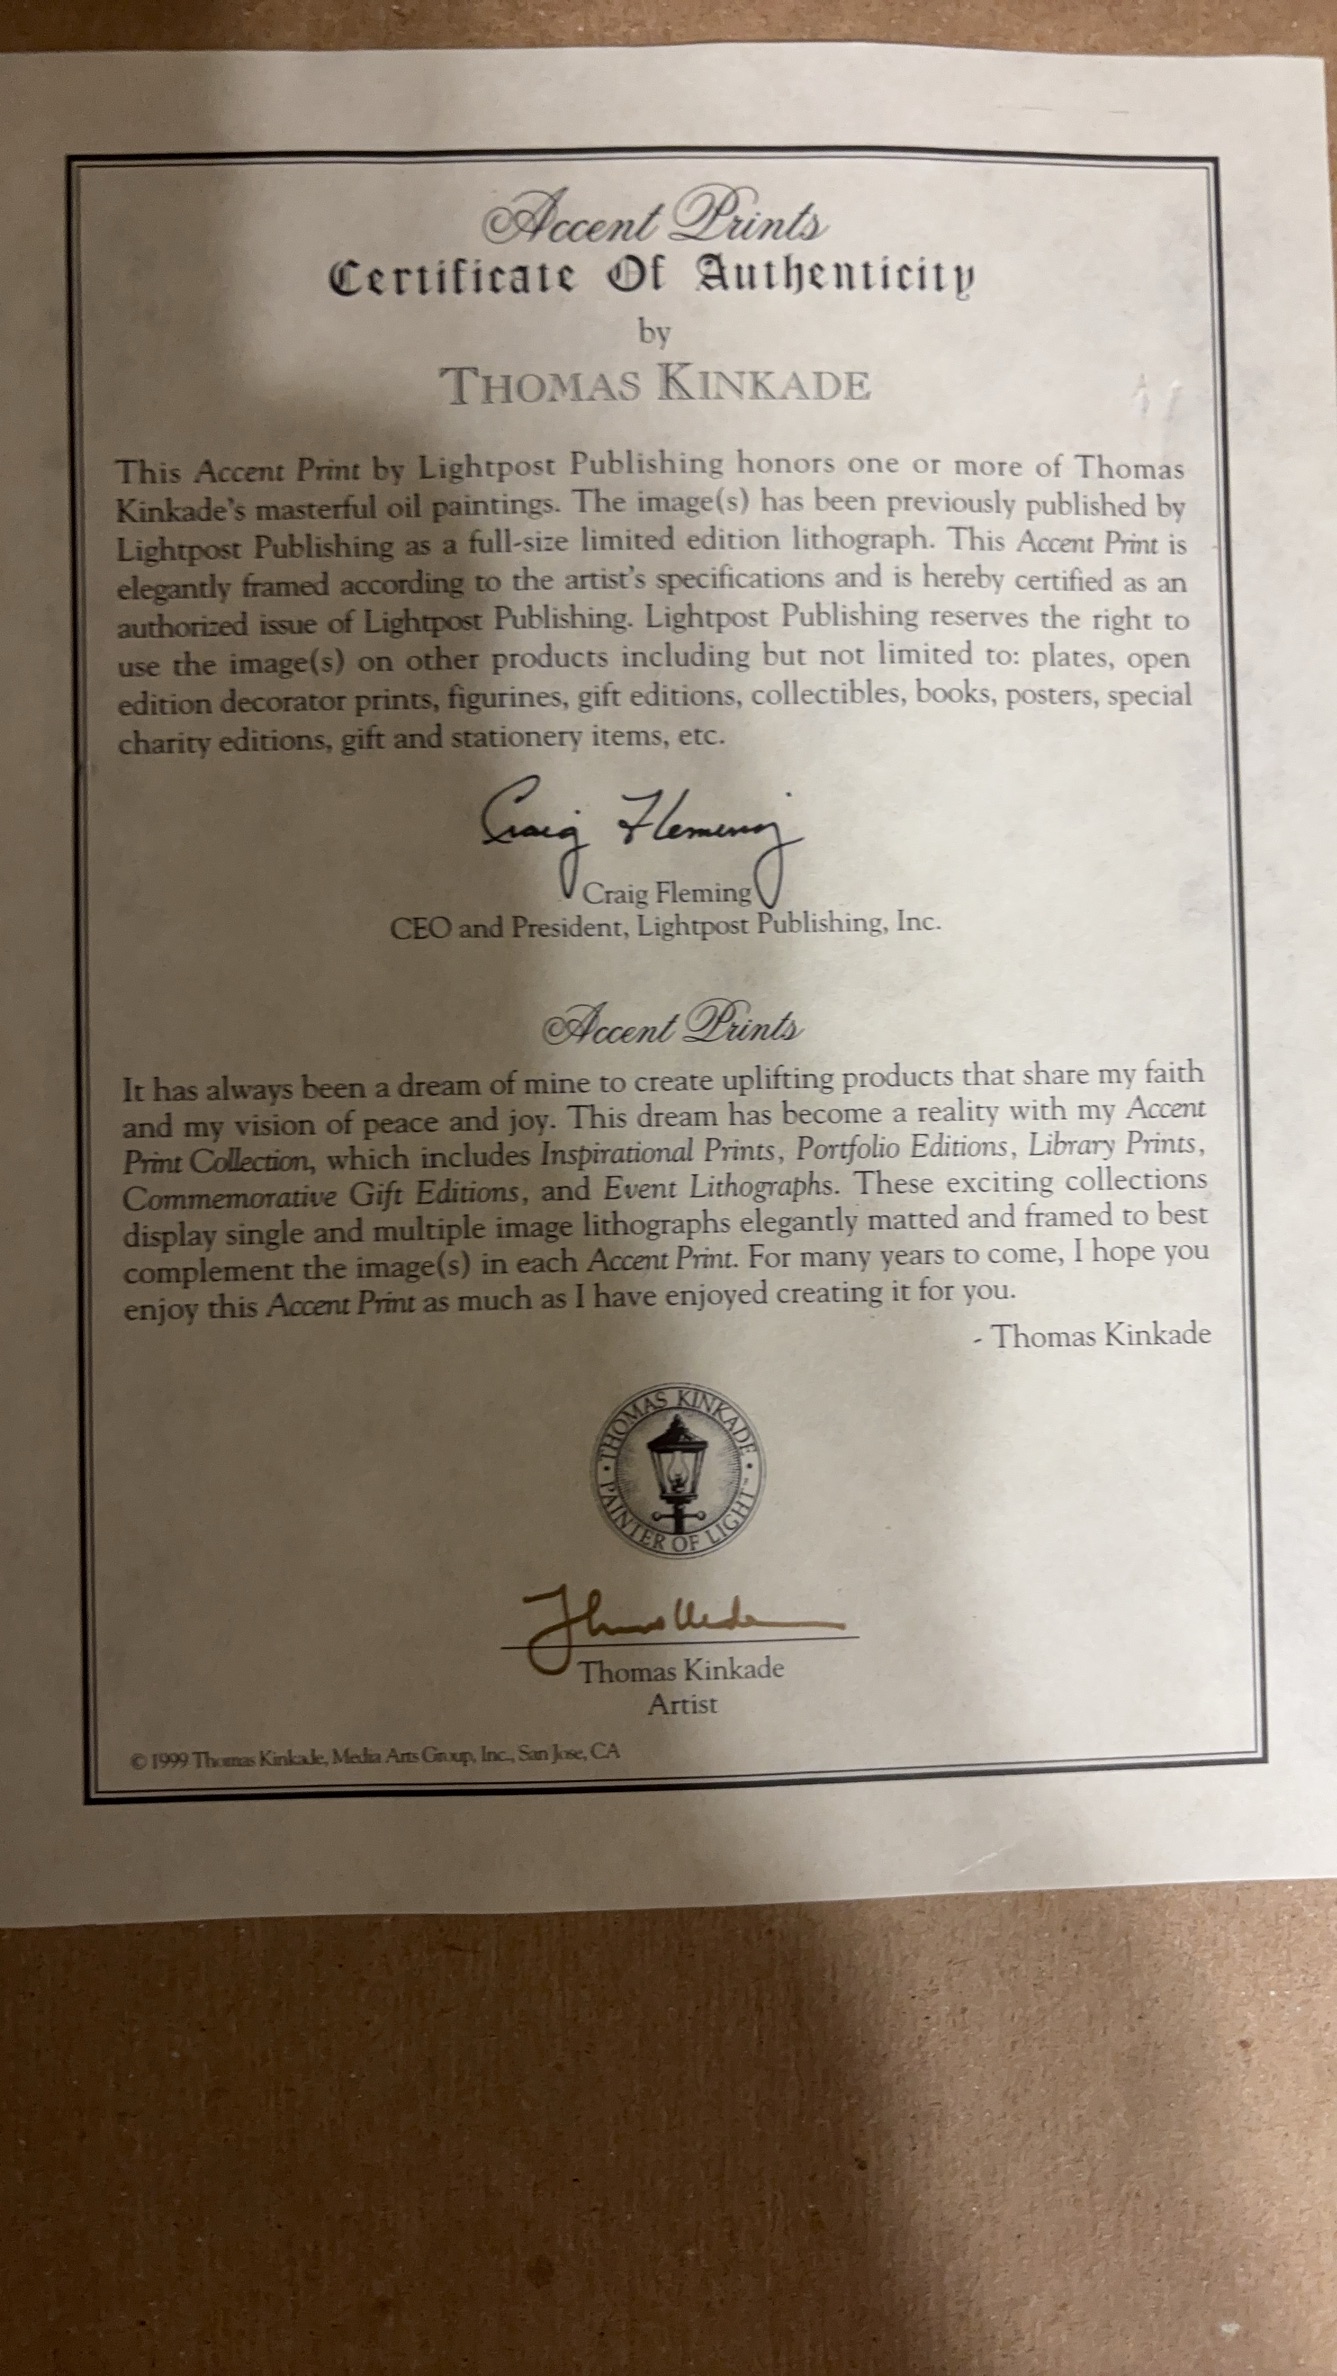 Accent Prints
Certificate Of Authenticity
by
THOMAS KINKADE
This Accent Print by Lightpost Publishing honors one or more of Thomas
Kinkade's masterful oil paintings. The image(s) has been previously published by
Lightpost Publishing as a full-size limited edition lithograph. This Accent Print is
elegantly framed according to the artist's specifications and is hereby certified as an
authorized issue of Lightpost Publishing. Lightpost Publishing reserves the right to
use the image(s) on other products including but not limited to: plates, open
edition decorator prints, figurines, gift editions, collectibles, books, posters, special
charity editions, gift and stationery items, etc.
Craig Fleming
Craig Fleming
CEO and President, Lightpost Publishing, Inc.
Accent Prints
It has always been a dream of mine to create uplifting products that share my faith
and my vision of peace and joy. This dream has become a reality with my Accent
Print Collection, which includes Inspirational Prints, Portfolio Editions, Library Prints,
Commemorative Gift Editions, and Event Lithographs. These exciting collections
display single and multiple image lithographs elegantly matted and framed to best
complement the image(s) in each Accent Print. For many years to come, I hope you
enjoy this Accent Print as much as I have enjoyed creating it for you.
- Thomas Kinkade
THOMAS KINKADE
PAINTER OF LIGHT
Thomas Kinkade
Thomas Kinkade
Artist
© 1999 Thomas Kinkade, Media Arts Group, Inc., San Jose, CA